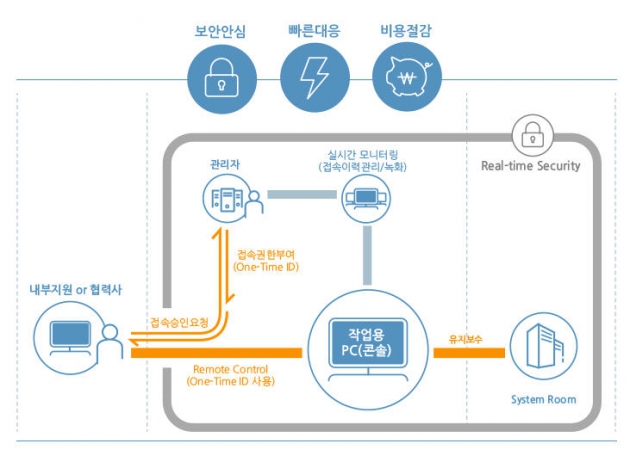 보안안심
빠른대응
비용절감
₩
Real-time Security
관리자
실시간 모니터링
(접속이력관리/녹화)
접속권한부여
(One-Time ID)
내부지원 or 협력사
접속승인요청
작업용
PC(콘솔)
유지보수
Remote Control
(One-Time ID 사용)
System Room